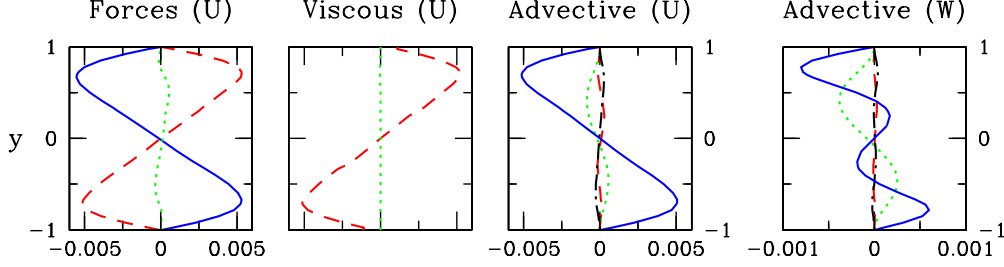 Forces (U) Viscous (U) Advective (U) Advective (W)
1 1 1
y 0 0 0
-1 -1 -1
-0.005 0 0.005 -0.005 0 0.005 -0.001 0 0.001